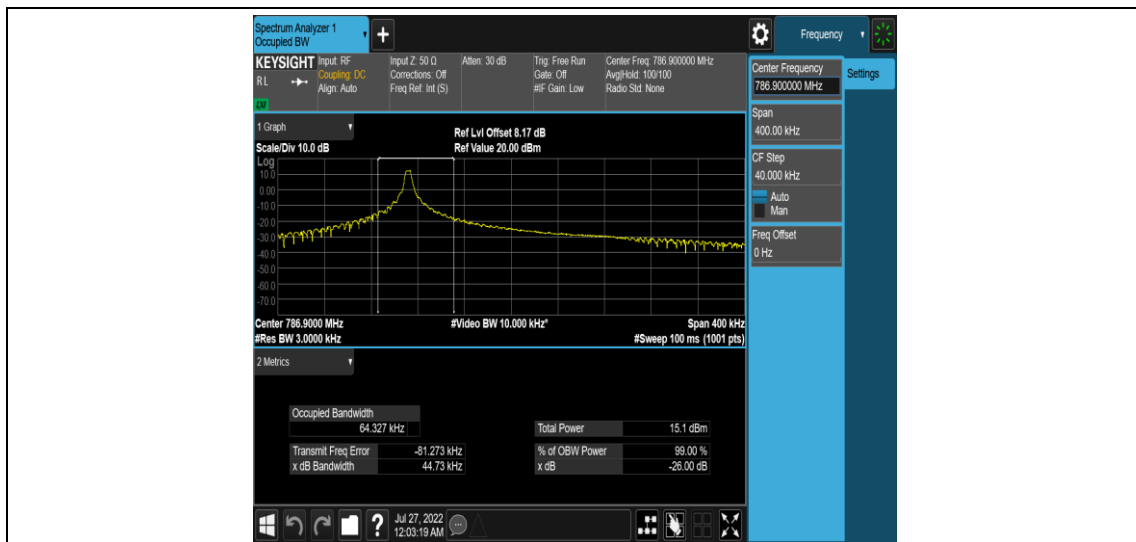 Spectrum Analyzer 1
Occupied BW
Frequency
KEYSIGHT
RL
LXI
Input: RF
Coupling: DC
Align: Auto
Input Z: 50 Ω
Corrections: Off
Freq Ref: Int (S)
Atten: 30 dB
Trig: Free Run
Gate: Off
#IF Gain: Low
Center Freq: 786.900000 MHz
Avg|Hold: 100/100
Radio Std: None
Center Frequency
786.900000 MHz
Settings
Span
400.00 kHz
CF Step
40.000 kHz
Auto
Man
Freq Offset
0 Hz
1 Graph
Scale/Div 10.0 dB
Ref Lvl Offset 8.17 dB
Ref Value 20.00 dBm
Log
10.0
0.00
-10.0
-20.0
-30.0
-40.0
-50.0
-60.0
-70.0
Center 786.9000 MHz
#Video BW 10.000 kHz*
Span 400 kHz
#Res BW 3.0000 kHz
#Sweep 100 ms (1001 pts)
2 Metrics
Occupied Bandwidth
64.327 kHz
Total Power 15.1 dBm
Transmit Freq Error -81.273 kHz
% of OBW Power 99.00 %
x dB Bandwidth 44.73 kHz
x dB -26.00 dB
?
Jul 27, 2022
12:03:19 AM